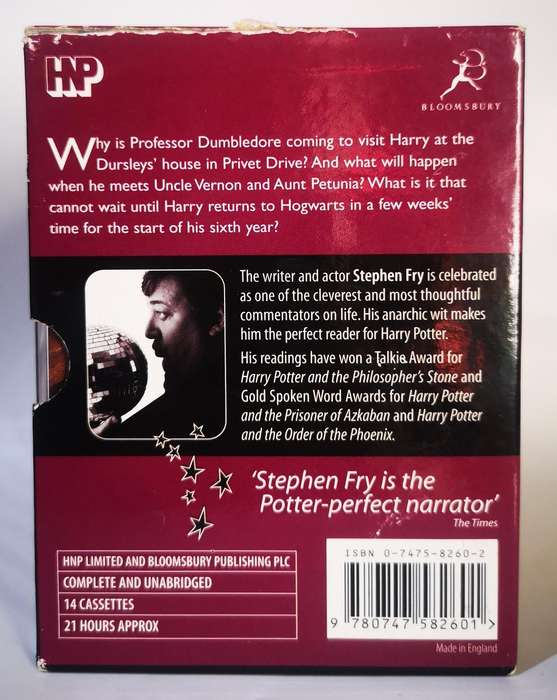 HNP
BLOOMSBURY
Why is Professor Dumbledore coming to visit Harry at the
Dursleys' house in Privet Drive? And what will happen
when he meets Uncle Vernon and Aunt Petunia? What is it that
cannot wait until Harry returns to Hogwarts in a few weeks'
time for the start of his sixth year?
The writer and actor Stephen Fry is celebrated
as one of the cleverest and most thoughtful
commentators on life. His anarchic wit makes
him the perfect reader for Harry Potter.
His readings have won a Talkie Award for
Harry Potter and the Philosopher's Stone and
Gold Spoken Word Awards for Harry Potter
and the Prisoner of Azkaban and Harry Potter
and the Order of the Phoenix.
'Stephen Fry is the
Potter-perfect narrator'
The Times
HNP LIMITED AND BLOOMSBURY PUBLISHING PLC
COMPLETE AND UNABRIDGED
14 CASSETTES
21 HOURS APPROX
ISBN 0-7475-8260-2
9 780747 582601 >
Made in England